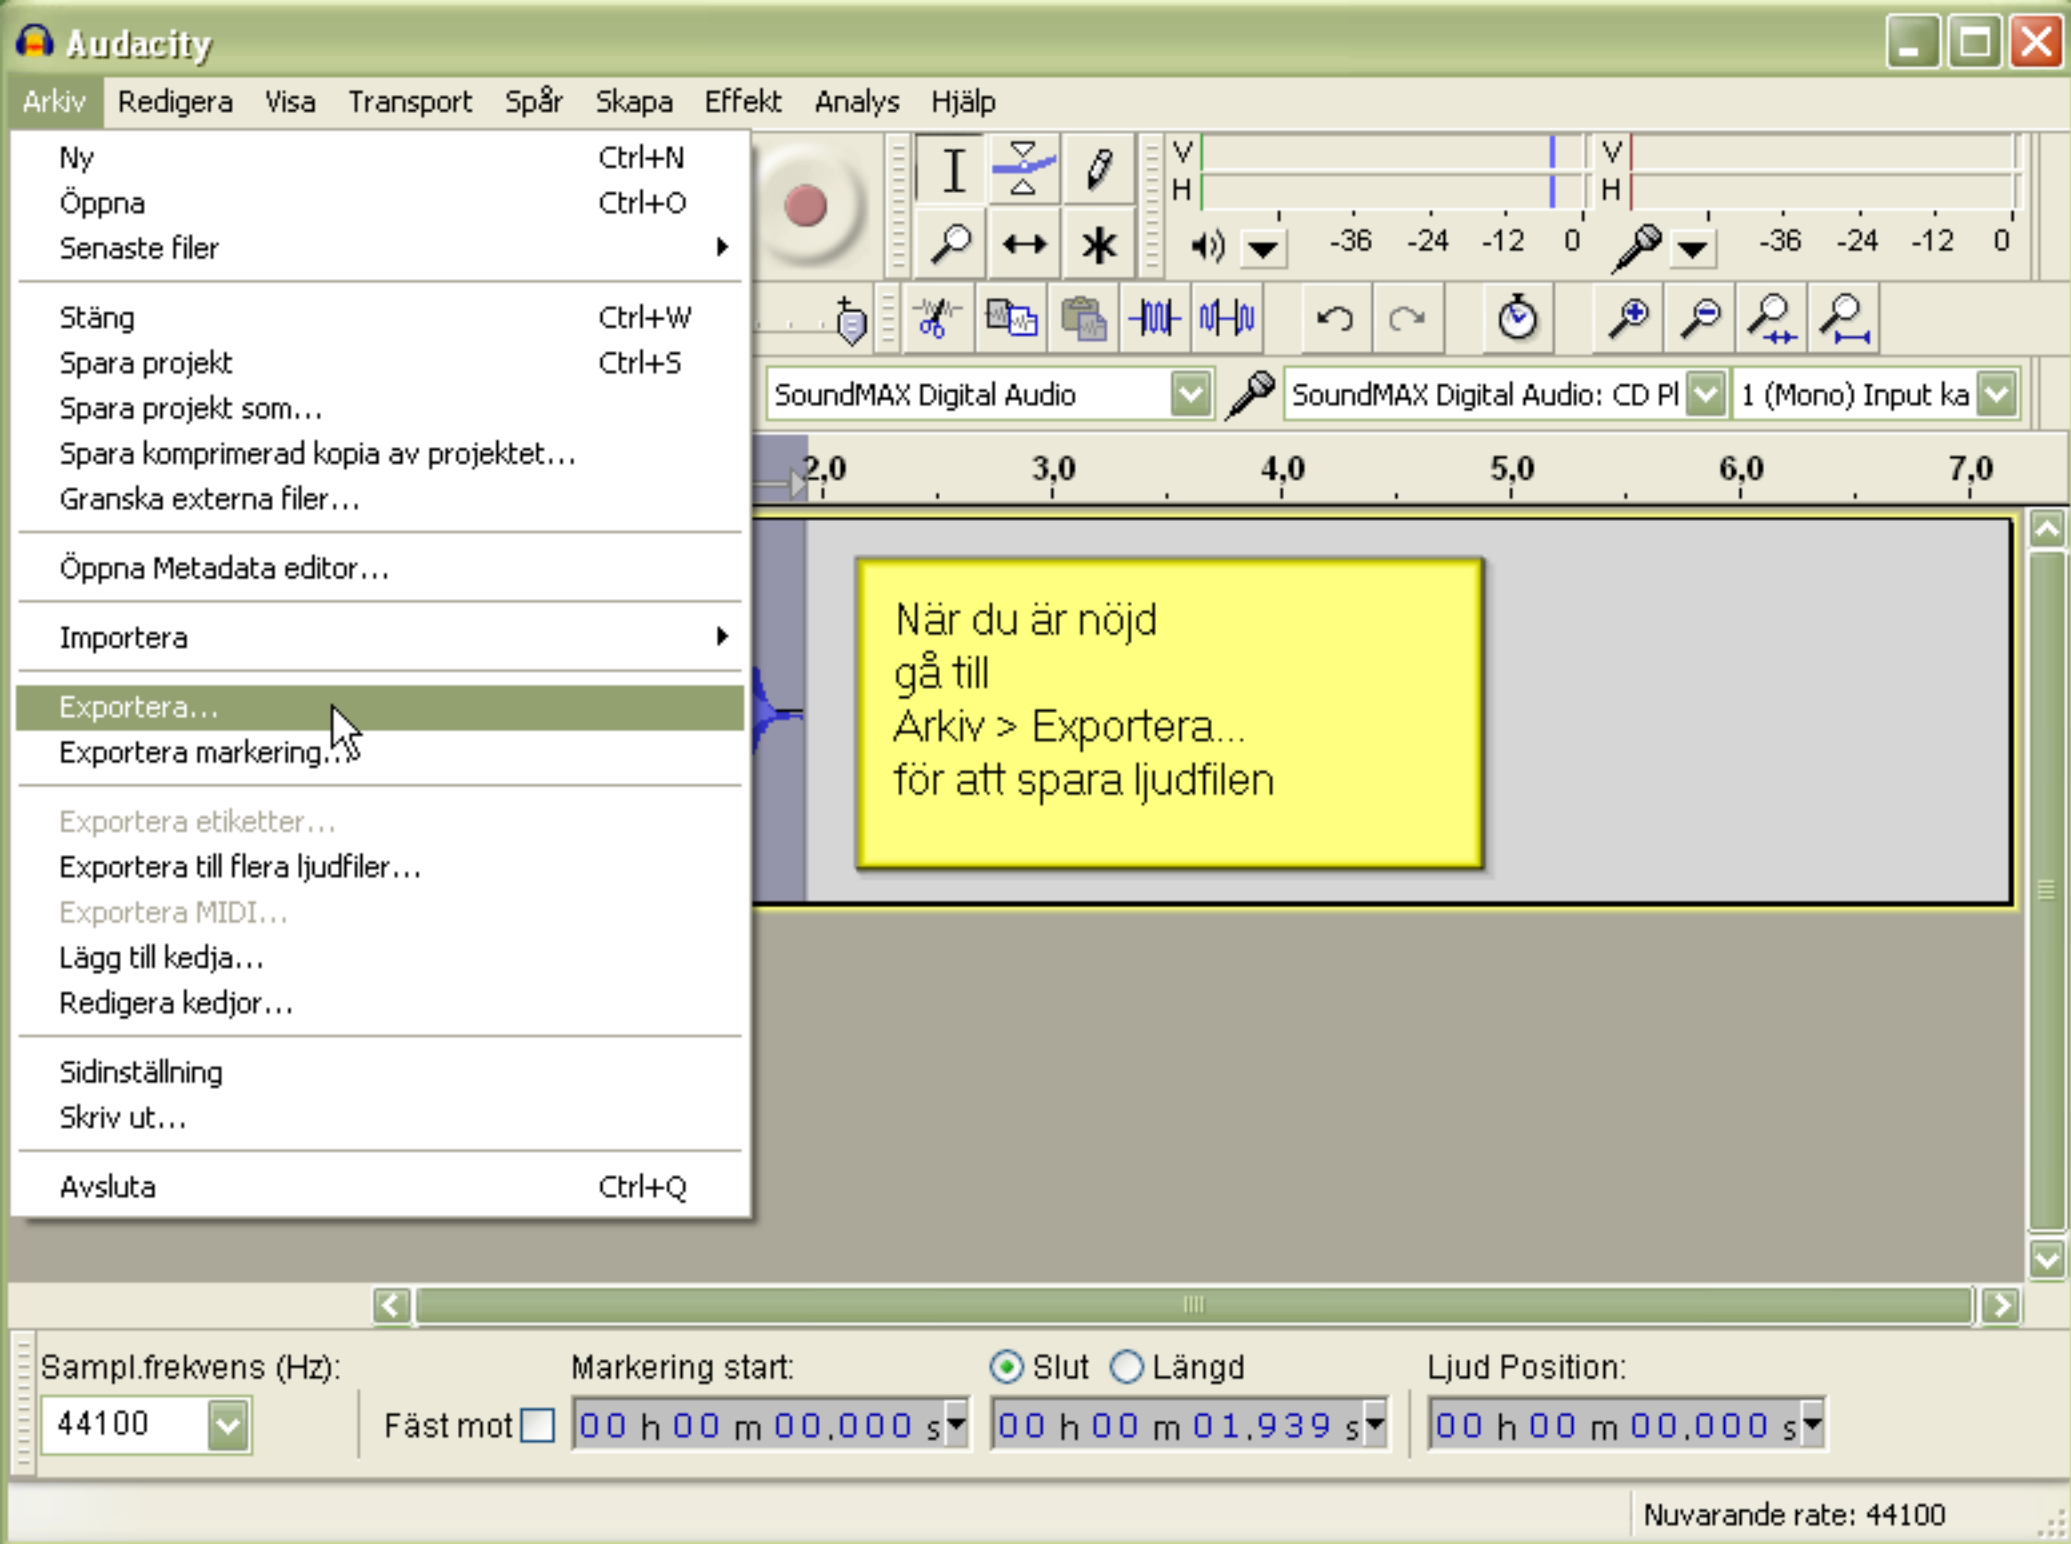 Audacity
Arkiv Redigera Visa Transport Spår Skapa Effekt Analys Hjälp
Ny Ctrl+N
Öppna Ctrl+O
Senaste filer
Stäng Ctrl+W
Spara projekt Ctrl+S
Spara projekt som...
Spara komprimerad kopia av projektet...
Granska externa filer...
Öppna Metadata editor...
Importera
Exportera...
Exportera markering...
Exportera etiketter...
Exportera till flera ljudfiler...
Exportera MIDI...
Lägg till kedja...
Redigera kedjor...
Sidinställning
Skriv ut...
Avsluta Ctrl+Q
V
H
-36 -24 -12 0
V
H
-36 -24 -12 0
SoundMAX Digital Audio
SoundMAX Digital Audio: CD Pl
1 (Mono) Input ka
2,0 3,0 4,0 5,0 6,0 7,0
När du är nöjd
gå till
Arkiv > Exportera...
för att spara ljudfilen
Sampl.frekvens (Hz): Markering start: Slut Längd Ljud Position:
44100 Fäst mot 00 h 00 m 00.000 s 00 h 00 m 01.939 s 00 h 00 m 00.000 s
Nuvarande rate: 44100